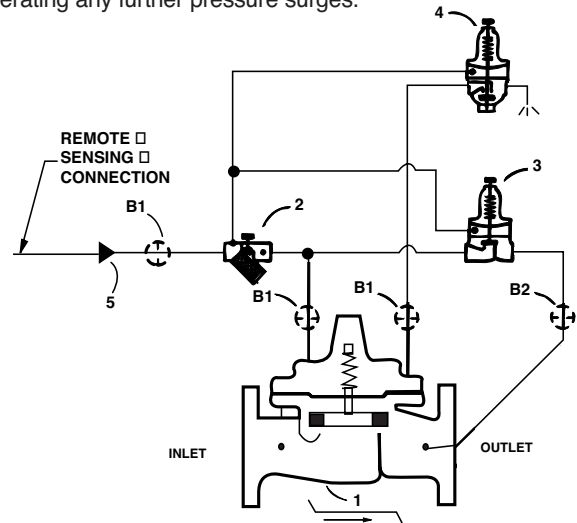 erating any further pressure surges.
4
REMOTE □
SENSING □
CONNECTION
3
B1
2
5
B1
B1
B2
INLET
OUTLET
1